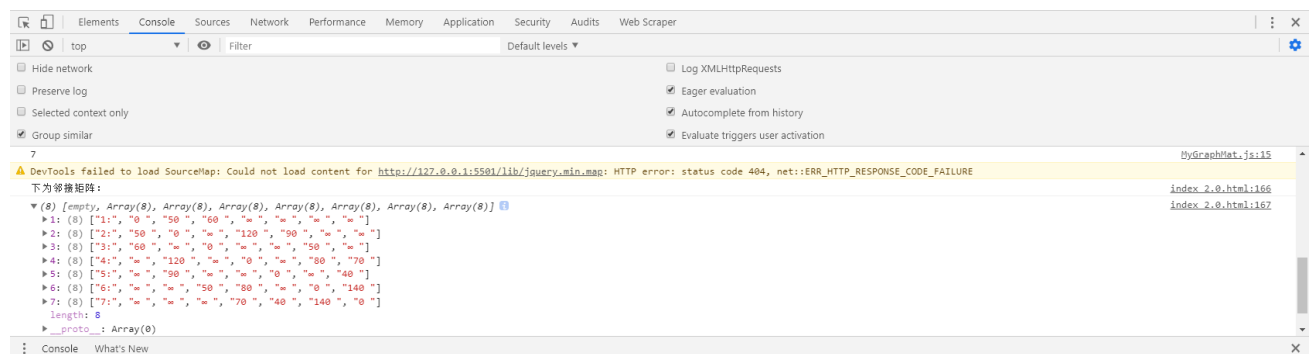 Elements Console Sources Network Performance Memory Application Security Audits Web Scraper
top Filter Default levels
Hide network Log XMLHttpRequests
Preserve log Eager evaluation
Selected context only Autocomplete from history
Group similar Evaluate triggers user activation
7 MyGraphMat.js:15
DevTools failed to load SourceMap: Could not load content for http://127.0.0.1:5501/lib/jquery.min.map: HTTP error: status code 404, net::ERR_HTTP_RESPONSE_CODE_FAILURE
下为邻接矩阵: index 2.0.html:166
(8) [empty, Array(8), Array(8), Array(8), Array(8), Array(8), Array(8), Array(8)] index 2.0.html:167
1: (8) ["1:", "0 ", "50 ", "60 ", "∞ ", "∞ ", "∞ ", "∞ "]
2: (8) ["2:", "50 ", "0 ", "∞ ", "120 ", "90 ", "∞ ", "∞ "]
3: (8) ["3:", "60 ", "∞ ", "0 ", "∞ ", "∞ ", "50 ", "∞ "]
4: (8) ["4:", "∞ ", "120 ", "∞ ", "0 ", "∞ ", "80 ", "70 "]
5: (8) ["5:", "∞ ", "90 ", "∞ ", "∞ ", "0 ", "∞ ", "40 "]
6: (8) ["6:", "∞ ", "∞ ", "50 ", "80 ", "∞ ", "0 ", "140 "]
7: (8) ["7:", "∞ ", "∞ ", "∞ ", "70 ", "40 ", "140 ", "0 "]
length: 8
__proto__: Array(0)
Console What's New